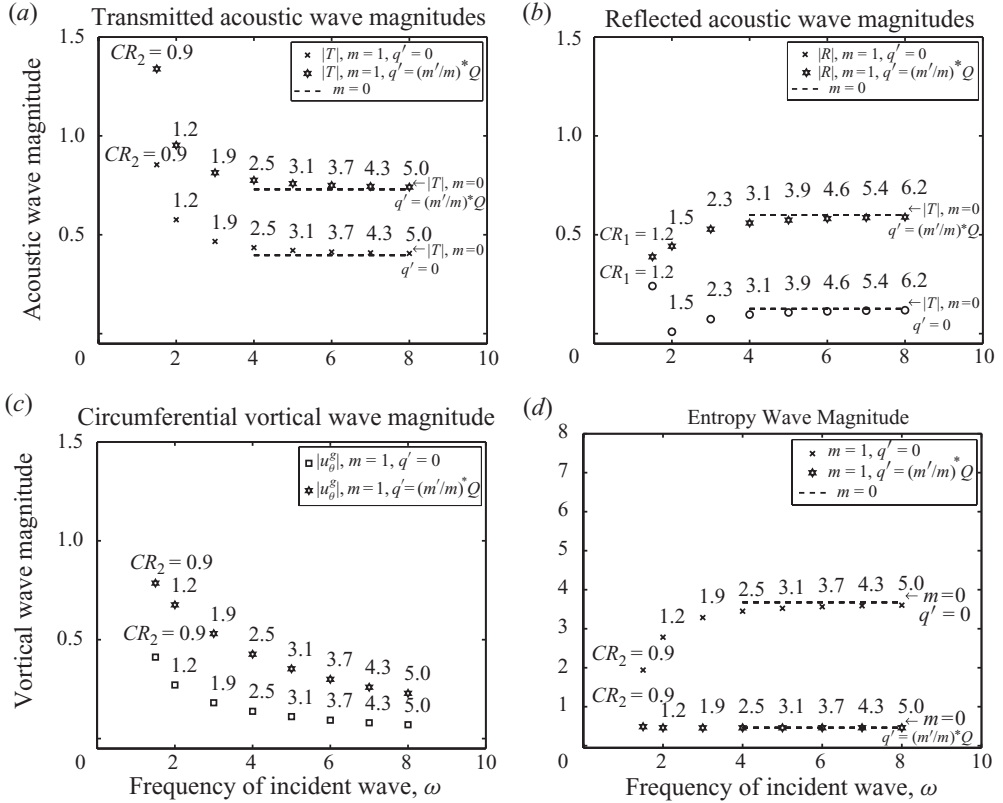 (a) Transmitted acoustic wave magnitudes
1.5
1.0
0.5
0
2 4 6 8 10
Acoustic wave magnitude
× |T|, m = 1, q′ = 0
|T|, m = 1, q′ = (m′/m)*Q
m = 0
CR₂ = 0.9
1.2
1.9 2.5 3.1 3.7 4.3 5.0
←|T|, m=0
q′ = (m′/m)*Q
CR₂ = 0.9
1.2
1.9 2.5 3.1 3.7 4.3 5.0
←|T|, m=0
q′ = 0
(b) Reflected acoustic wave magnitudes
1.5
1.0
0.5
0
2 4 6 8 10
× |R|, m = 1, q′ = 0
|R|, m = 1, q′ = (m′/m)*Q
m = 0
CR₁ = 1.2
1.5 2.3 3.1 3.9 4.6 5.4 6.2
←|T|, m=0
q′ = (m′/m)*Q
CR₁ = 1.2
1.5 2.3 3.1 3.9 4.6 5.4 6.2
←|T|, m=0
q′ = 0
(c) Circumferential vortical wave magnitude
1.5
1.0
0.5
0
2 4 6 8 10
Vortical wave magnitude
Frequency of incident wave, ω
|u_θ^g|, m = 1, q′ = 0
|u_θ^g|, m = 1, q′ = (m′/m)*Q
CR₂ = 0.9
1.2
1.9 2.5 3.1 3.7 4.3 5.0
CR₂ = 0.9
1.2
1.9 2.5 3.1 3.7 4.3 5.0
(d) Entropy Wave Magnitude
8
7
6
5
4
3
2
1
0
2 4 6 8 10
Frequency of incident wave, ω
× m = 1, q′ = 0
m = 1, q′ = (m′/m)*Q
m = 0
CR₂ = 0.9
1.2 1.9 2.5 3.1 3.7 4.3 5.0
← m=0
q′ = 0
CR₂ = 0.9
1.2 1.9 2.5 3.1 3.7 4.3 5.0
← m=0
q′ = (m′/m)*Q